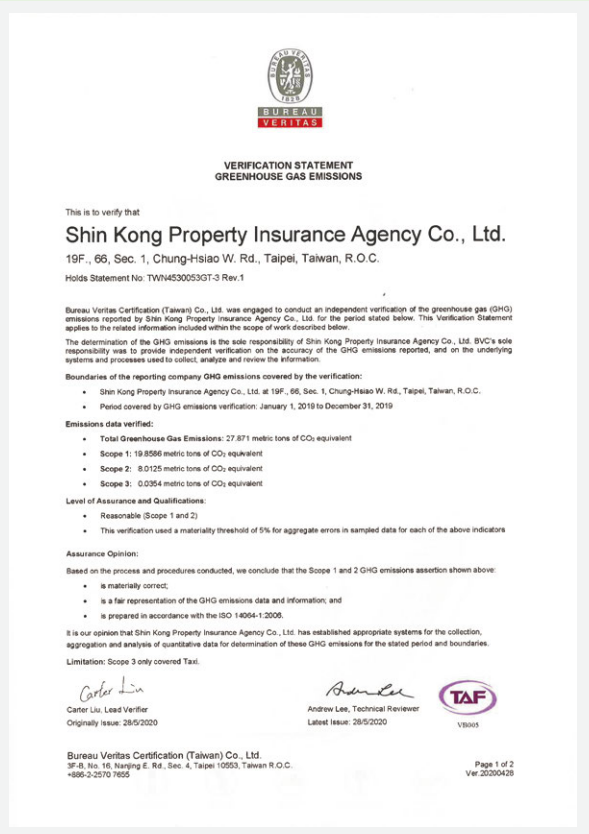 BUREAU VERITAS
1828
BUREAU
VERITAS
VERIFICATION STATEMENT
GREENHOUSE GAS EMISSIONS
This is to verify that
Shin Kong Property Insurance Agency Co., Ltd.
19F., 66, Sec. 1, Chung-Hsiao W. Rd., Taipei, Taiwan, R.O.C.
Holds Statement No: TWN4530053GT-3 Rev.1
Bureau Veritas Certification (Taiwan) Co., Ltd. was engaged to conduct an independent verification of the greenhouse gas (GHG)
emissions reported by Shin Kong Property Insurance Agency Co., Ltd. for the period stated below. This Verification Statement
applies to the related information included within the scope of work described below.
The determination of the GHG emissions is the sole responsibility of Shin Kong Property Insurance Agency Co., Ltd. BVC's sole
responsibility was to provide independent verification on the accuracy of the GHG emissions reported, and on the underlying
systems and processes used to collect, analyze and review the information.
Boundaries of the reporting company GHG emissions covered by the verification:
• Shin Kong Property Insurance Agency Co., Ltd. at 19F., 66, Sec. 1, Chung-Hsiao W. Rd., Taipei, Taiwan, R.O.C.
• Period covered by GHG emissions verification: January 1, 2019 to December 31, 2019
Emissions data verified:
• Total Greenhouse Gas Emissions: 27.871 metric tons of CO₂ equivalent
• Scope 1: 19.8586 metric tons of CO₂ equivalent
• Scope 2: 8.0125 metric tons of CO₂ equivalent
• Scope 3: 0.0354 metric tons of CO₂ equivalent
Level of Assurance and Qualifications:
• Reasonable (Scope 1 and 2)
• This verification used a materiality threshold of 5% for aggregate errors in sampled data for each of the above indicators
Assurance Opinion:
Based on the process and procedures conducted, we conclude that the Scope 1 and 2 GHG emissions assertion shown above:
• is materially correct;
• is a fair representation of the GHG emissions data and information; and
• is prepared in accordance with the ISO 14064-1:2006.
It is our opinion that Shin Kong Property Insurance Agency Co., Ltd. has established appropriate systems for the collection,
aggregation and analysis of quantitative data for determination of these GHG emissions for the stated period and boundaries.
Limitation: Scope 3 only covered Taxi.
Carter Liu
Andrew Lee
TAF
VB005
Carter Liu, Lead Verifier
Originally Issue: 28/5/2020
Andrew Lee, Technical Reviewer
Latest Issue: 28/5/2020
Bureau Veritas Certification (Taiwan) Co., Ltd.
3F-B, No. 16, Nanjing E. Rd., Sec. 4, Taipei 10553, Taiwan R.O.C.
+886-2-2570 7655
Page 1 of 2
Ver.20200428